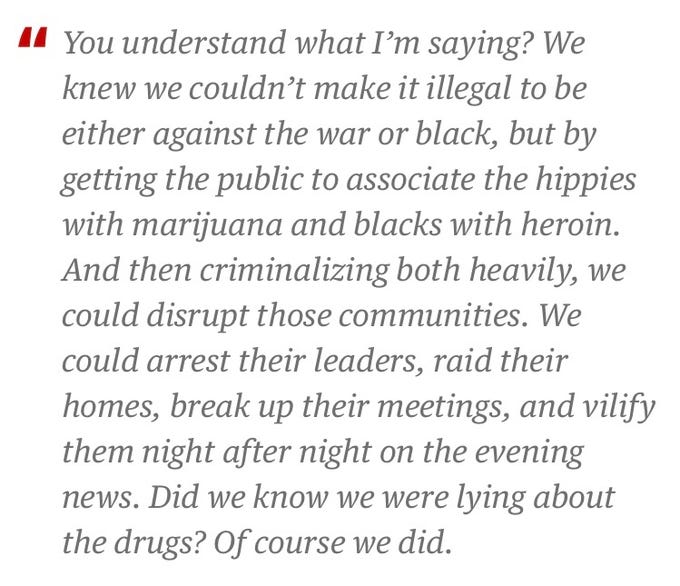 “ You understand what I’m saying? We
knew we couldn’t make it illegal to be
either against the war or black, but by
getting the public to associate the hippies
with marijuana and blacks with heroin.
And then criminalizing both heavily, we
could disrupt those communities. We
could arrest their leaders, raid their
homes, break up their meetings, and vilify
them night after night on the evening
news. Did we know we were lying about
the drugs? Of course we did.